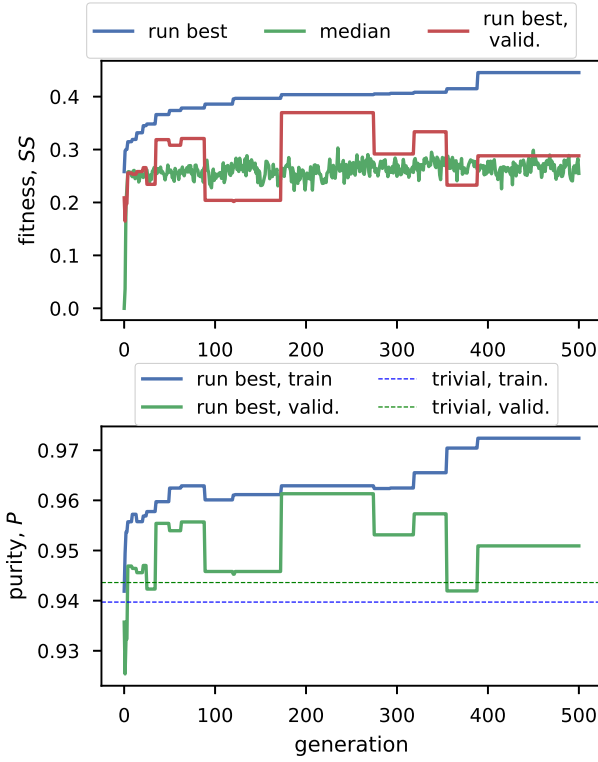 run best
median
run best,
valid.
fitness, SS
0.4
0.3
0.2
0.1
0.0
0 100 200 300 400 500
run best, train
trivial, train.
run best, valid.
trivial, valid.
purity, P
0.97
0.96
0.95
0.94
0.93
0 100 200 300 400 500
generation